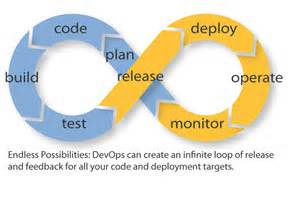 code
deploy
plan
build
release
operate
test
monitor
Endless Possibilities: DevOps can create an infinite loop of release
and feedback for all your code and deployment targets.